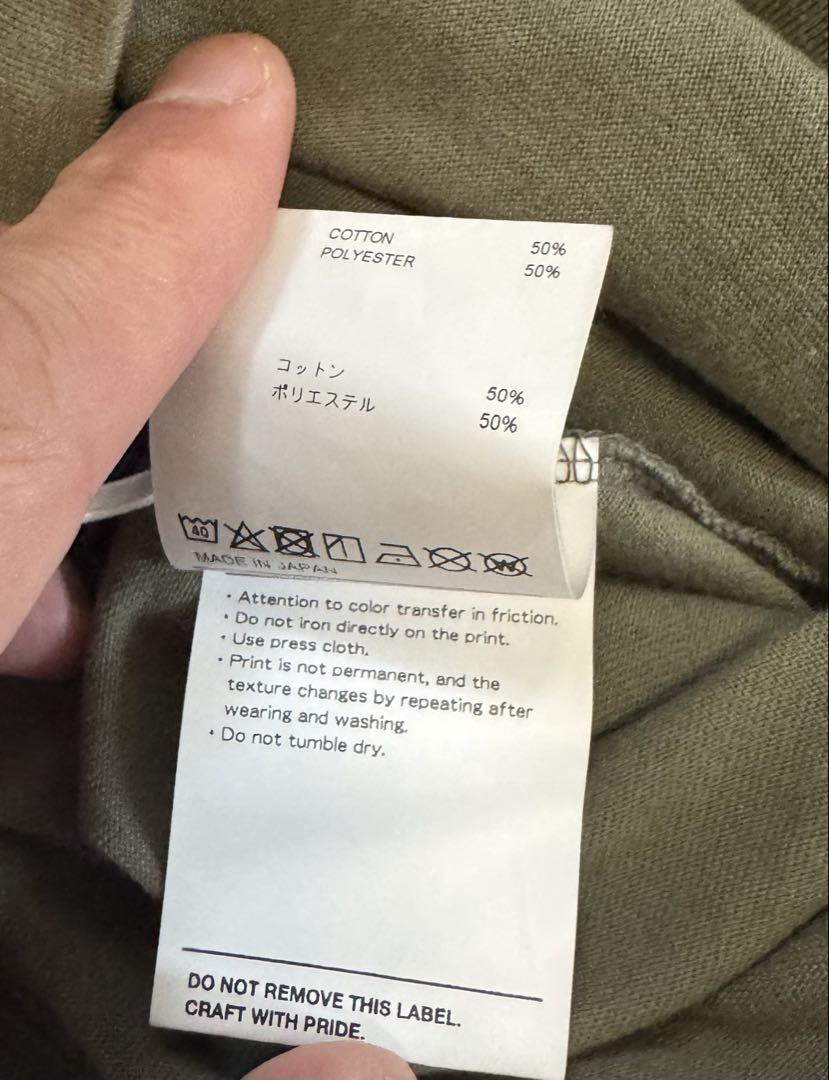 COTTON 50%
POLYESTER 50%
コットン 50%
ポリエステル 50%
40
W
MADE IN JAPAN
・Attention to color transfer in friction.
・Do not iron directly on the print.
・Use press cloth.
・Print is not permanent, and the
texture changes by repeating after
wearing and washing.
・Do not tumble dry.
DO NOT REMOVE THIS LABEL.
CRAFT WITH PRIDE.